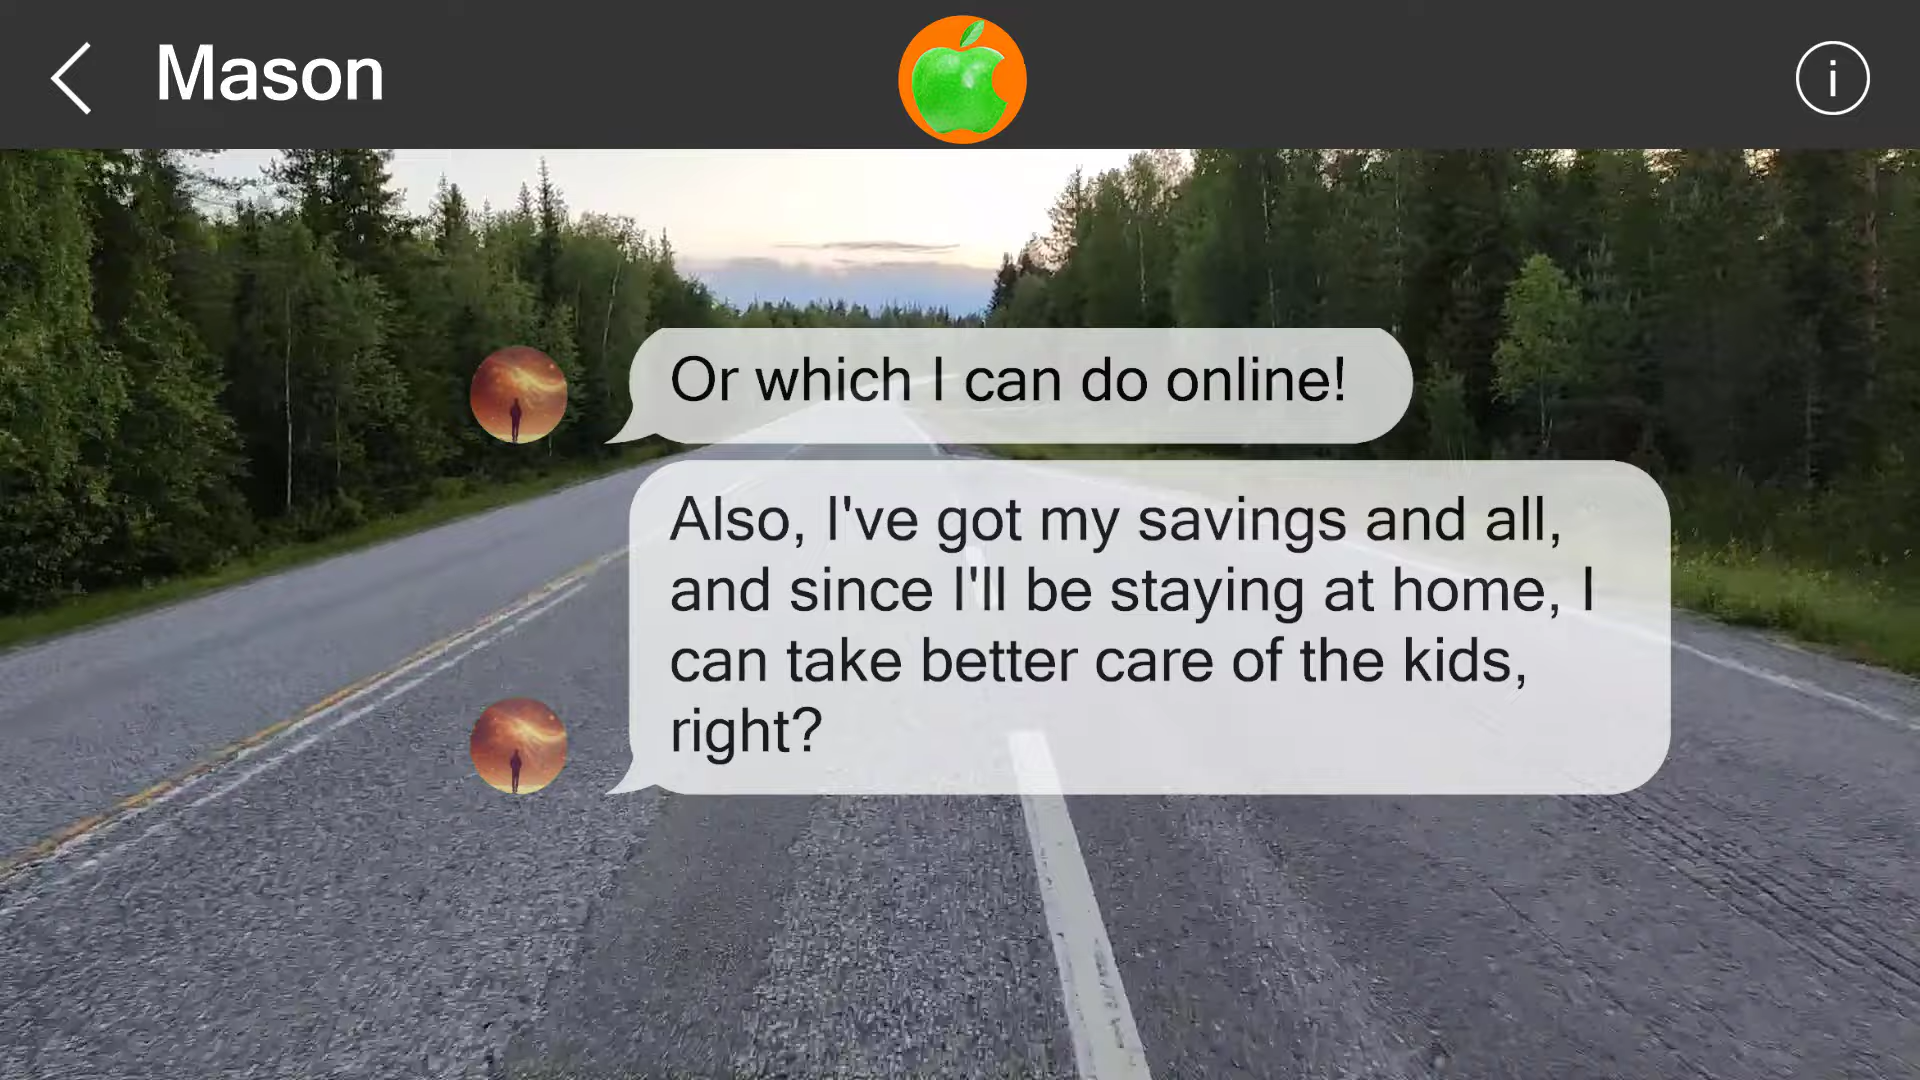 Mason
i
Or which I can do online!
Also, I've got my savings and all,
and since I'll be staying at home, I
can take better care of the kids,
right?